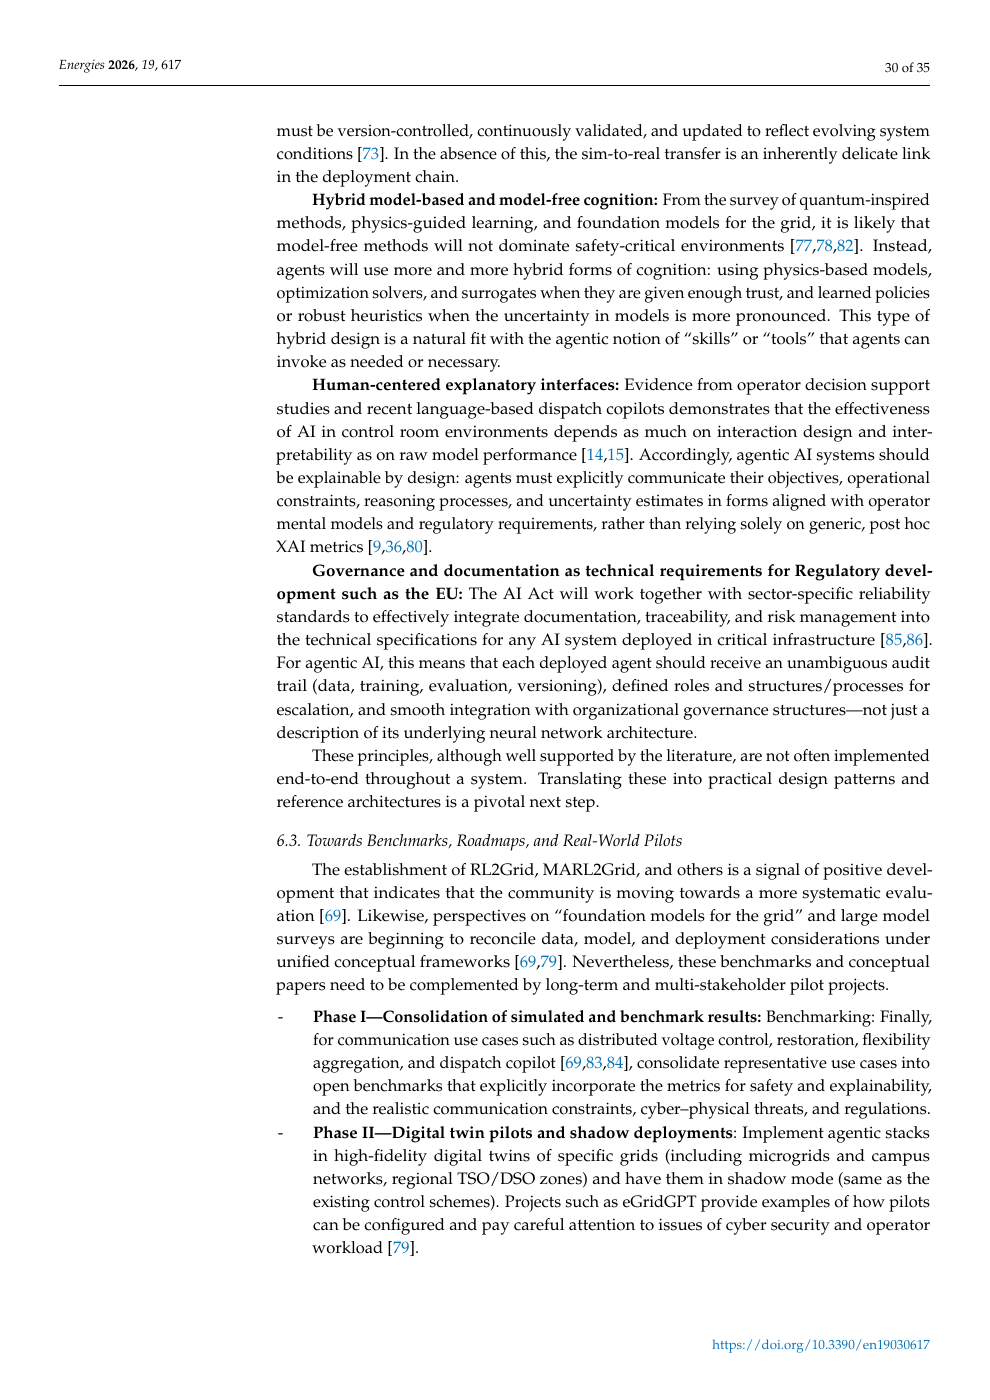 Energies 2026, 19, 617
30 of 35
must be version-controlled, continuously validated, and updated to reflect evolving system
conditions [73]. In the absence of this, the sim-to-real transfer is an inherently delicate link
in the deployment chain.
Hybrid model-based and model-free cognition: From the survey of quantum-inspired
methods, physics-guided learning, and foundation models for the grid, it is likely that
model-free methods will not dominate safety-critical environments [77,78,82]. Instead,
agents will use more and more hybrid forms of cognition: using physics-based models,
optimization solvers, and surrogates when they are given enough trust, and learned policies
or robust heuristics when the uncertainty in models is more pronounced. This type of
hybrid design is a natural fit with the agentic notion of “skills” or “tools” that agents can
invoke as needed or necessary.
Human-centered explanatory interfaces: Evidence from operator decision support
studies and recent language-based dispatch copilots demonstrates that the effectiveness
of AI in control room environments depends as much on interaction design and inter-
pretability as on raw model performance [14,15]. Accordingly, agentic AI systems should
be explainable by design: agents must explicitly communicate their objectives, operational
constraints, reasoning processes, and uncertainty estimates in forms aligned with operator
mental models and regulatory requirements, rather than relying solely on generic, post hoc
XAI metrics [9,36,80].
Governance and documentation as technical requirements for Regulatory devel-
opment such as the EU: The AI Act will work together with sector-specific reliability
standards to effectively integrate documentation, traceability, and risk management into
the technical specifications for any AI system deployed in critical infrastructure [85,86].
For agentic AI, this means that each deployed agent should receive an unambiguous audit
trail (data, training, evaluation, versioning), defined roles and structures/processes for
escalation, and smooth integration with organizational governance structures—not just a
description of its underlying neural network architecture.
These principles, although well supported by the literature, are not often implemented
end-to-end throughout a system. Translating these into practical design patterns and
reference architectures is a pivotal next step.
6.3. Towards Benchmarks, Roadmaps, and Real-World Pilots
The establishment of RL2Grid, MARL2Grid, and others is a signal of positive devel-
opment that indicates that the community is moving towards a more systematic evalu-
ation [69]. Likewise, perspectives on “foundation models for the grid” and large model
surveys are beginning to reconcile data, model, and deployment considerations under
unified conceptual frameworks [69,79]. Nevertheless, these benchmarks and conceptual
papers need to be complemented by long-term and multi-stakeholder pilot projects.
- Phase I—Consolidation of simulated and benchmark results: Benchmarking: Finally,
for communication use cases such as distributed voltage control, restoration, flexibility
aggregation, and dispatch copilot [69,83,84], consolidate representative use cases into
open benchmarks that explicitly incorporate the metrics for safety and explainability,
and the realistic communication constraints, cyber–physical threats, and regulations.
- Phase II—Digital twin pilots and shadow deployments: Implement agentic stacks
in high-fidelity digital twins of specific grids (including microgrids and campus
networks, regional TSO/DSO zones) and have them in shadow mode (same as the
existing control schemes). Projects such as eGridGPT provide examples of how pilots
can be configured and pay careful attention to issues of cyber security and operator
workload [79].
https://doi.org/10.3390/en19030617